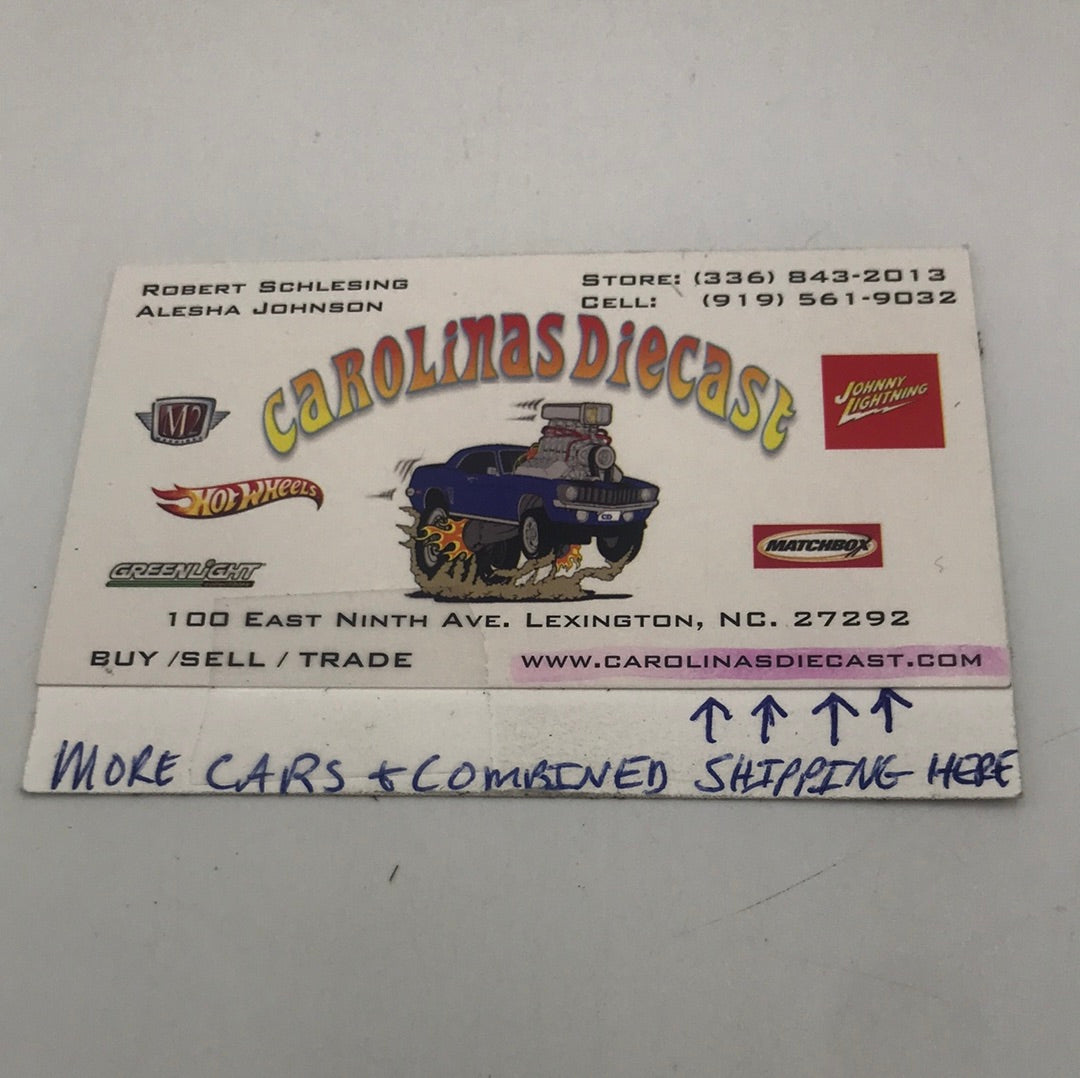 ROBERT SCHLESING
ALESHA JOHNSON
STORE: (336) 843-2013
CELL: (919) 561-9032
CAROLINAS DIECAST
M2
JOHNNY
LIGHTNING
HOT WHEELS
CD
MATCHBOX
GREENLIGHT
100 EAST NINTH AVE. LEXINGTON, NC. 27292
BUY /SELL / TRADE
WWW.CAROLINASDIECAST.COM
MORE CARS & COMBINED SHIPPING HERE